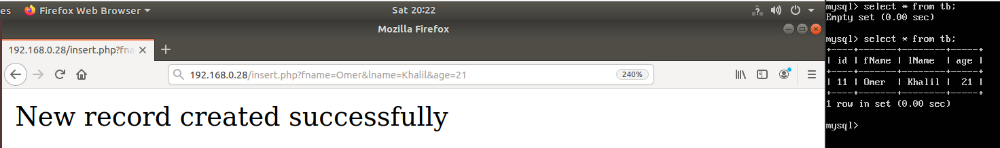 es Firefox Web Browser Sat 20:22
Mozilla Firefox
192.168.0.28/insert.php?fna
192.168.0.28/insert.php?fname=Omer&lname=Khalil&age=21 240%
New record created successfully
mysql> select * from tb;
Empty set (0.00 sec)
mysql> select * from tb;
+----+-------+--------+-----+
| id | fName | lName  | age |
+----+-------+--------+-----+
| 11 | Omer  | Khalil |  21 |
+----+-------+--------+-----+
1 row in set (0.00 sec)
mysql>